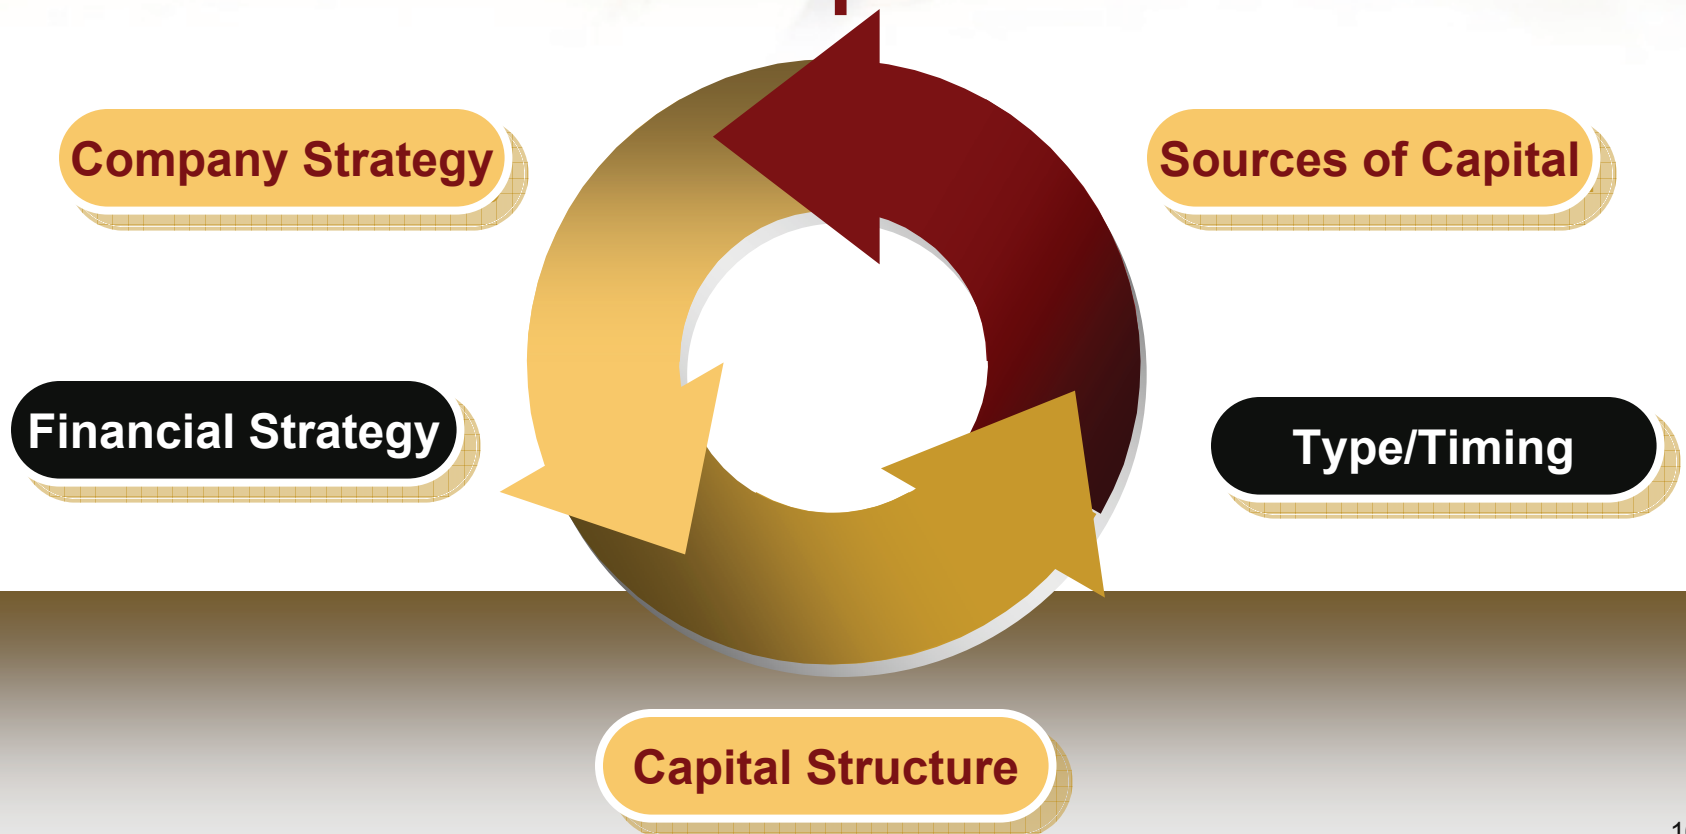 Company Strategy
Sources of Capital
Financial Strategy
Type/Timing
Capital Structure